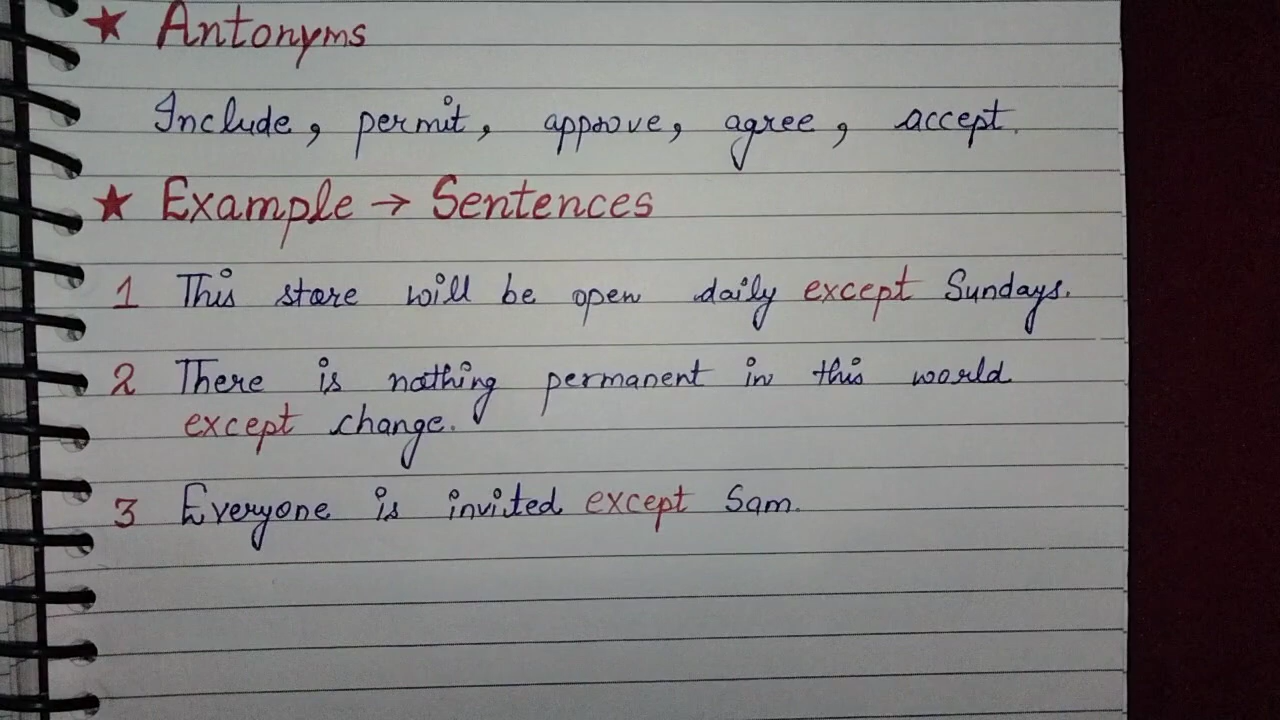 ★ Antonyms
Include, permit, approve, agree, accept.
★ Example → Sentences
1 This store will be open daily except Sundays.
2 There is nothing permanent in this world
except change.
3 Everyone is invited except Sam.